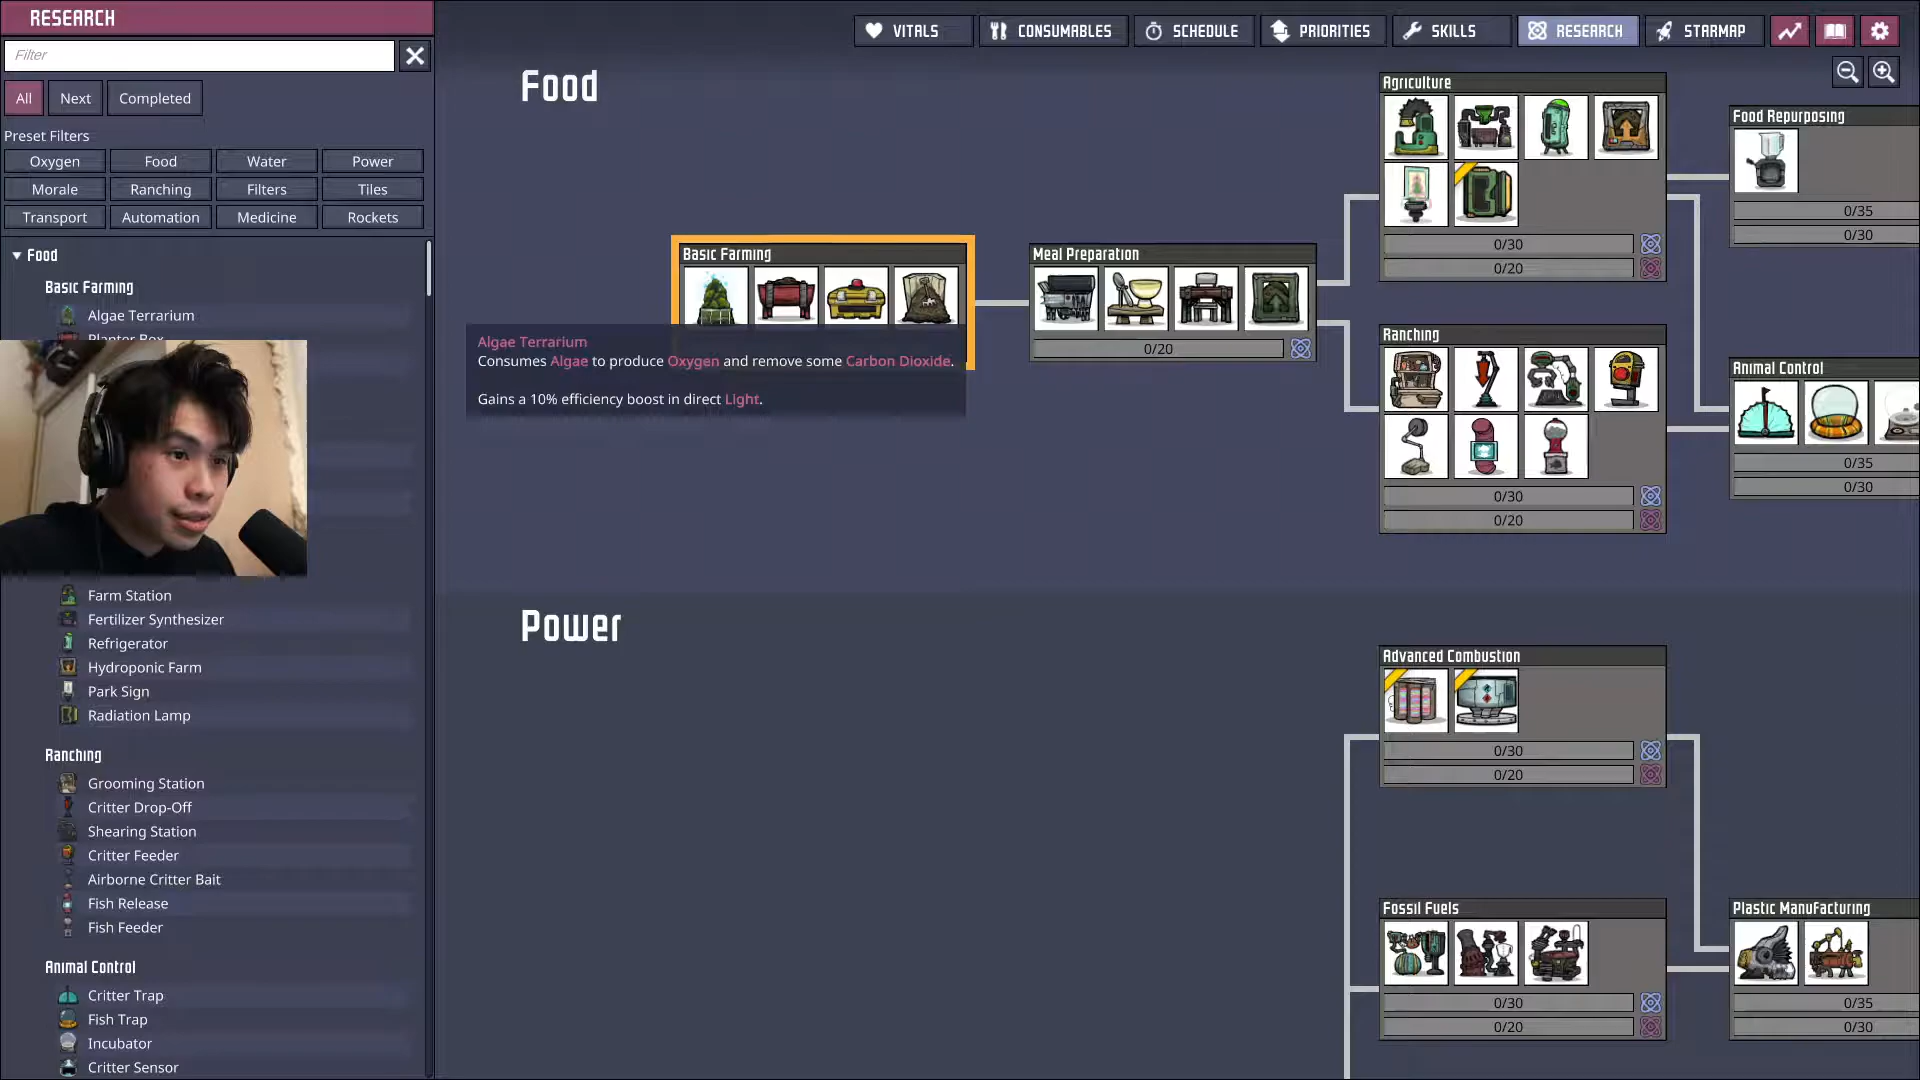 RESEARCH
Filter
All
Next
Completed
Preset Filters
Oxygen
Food
Water
Power
Morale
Ranching
Filters
Tiles
Transport
Automation
Medicine
Rockets
Food
Basic Farming
Algae Terrarium
Planter Box
Farm Station
Fertilizer Synthesizer
Refrigerator
Hydroponic Farm
Park Sign
Radiation Lamp
Ranching
Grooming Station
Critter Drop-Off
Shearing Station
Critter Feeder
Airborne Critter Bait
Fish Release
Fish Feeder
Animal Control
Critter Trap
Fish Trap
Incubator
Critter Sensor
VITALS
CONSUMABLES
SCHEDULE
PRIORITIES
SKILLS
RESEARCH
STARMAP
Food
Basic Farming
Algae Terrarium
Consumes Algae to produce Oxygen and remove some Carbon Dioxide.
Gains a 10% efficiency boost in direct Light.
Meal Preparation
0/20
Agriculture
0/30
0/20
Ranching
0/30
0/20
Food Repurposing
0/35
0/30
Animal Control
0/35
0/30
Power
Advanced Combustion
0/30
0/20
Fossil Fuels
0/30
0/20
Plastic Manufacturing
0/35
0/30